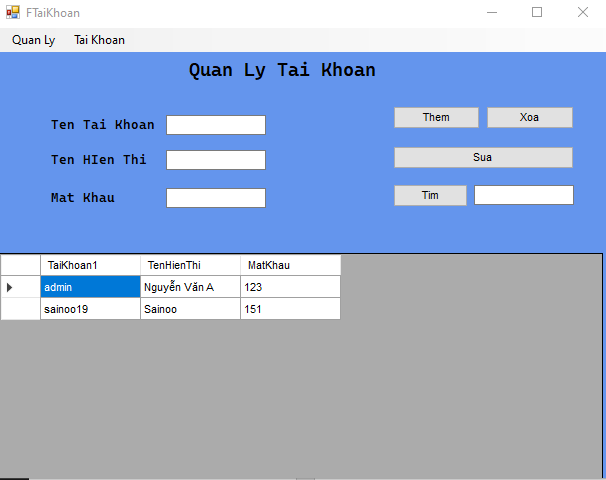 FTaiKhoan
Quan Ly Tai Khoan
Quan Ly Tai Khoan
Ten Tai Khoan Them Xoa
Ten HIen Thi Sua
Mat Khau Tim
TaiKhoan1 TenHienThi MatKhau
admin Nguyễn Văn A 123
sainoo19 Sainoo 151